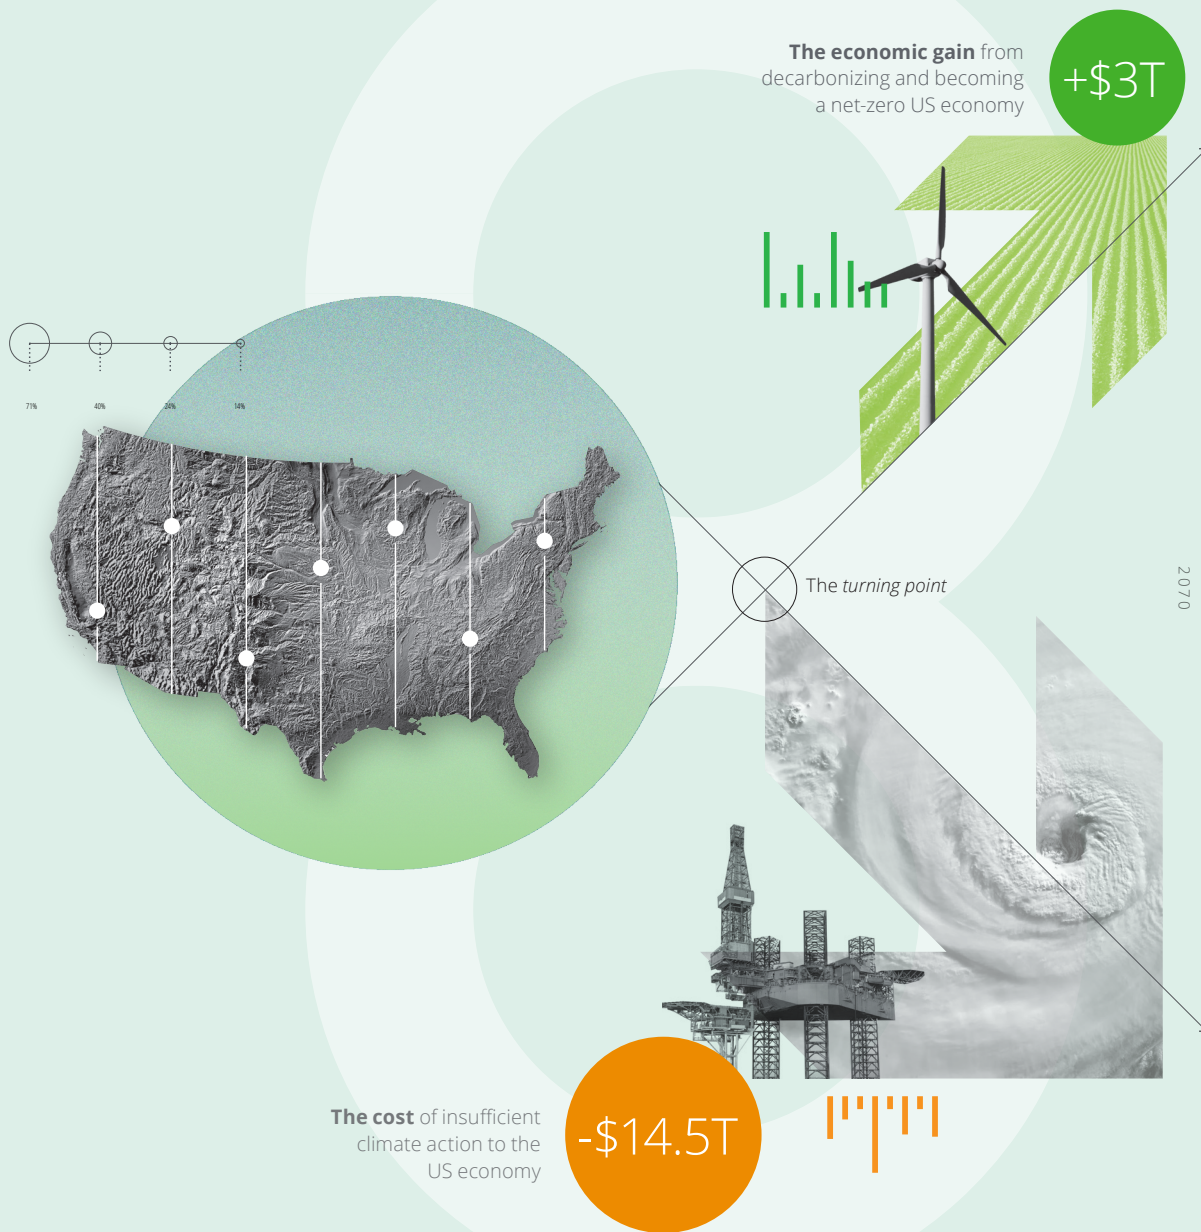 The economic gain from
decarbonizing and becoming
a net-zero US economy
+$3T
71%
40%
24%
14%
The turning point
2070
The cost of insufficient
climate action to the
US economy
-$14.5T